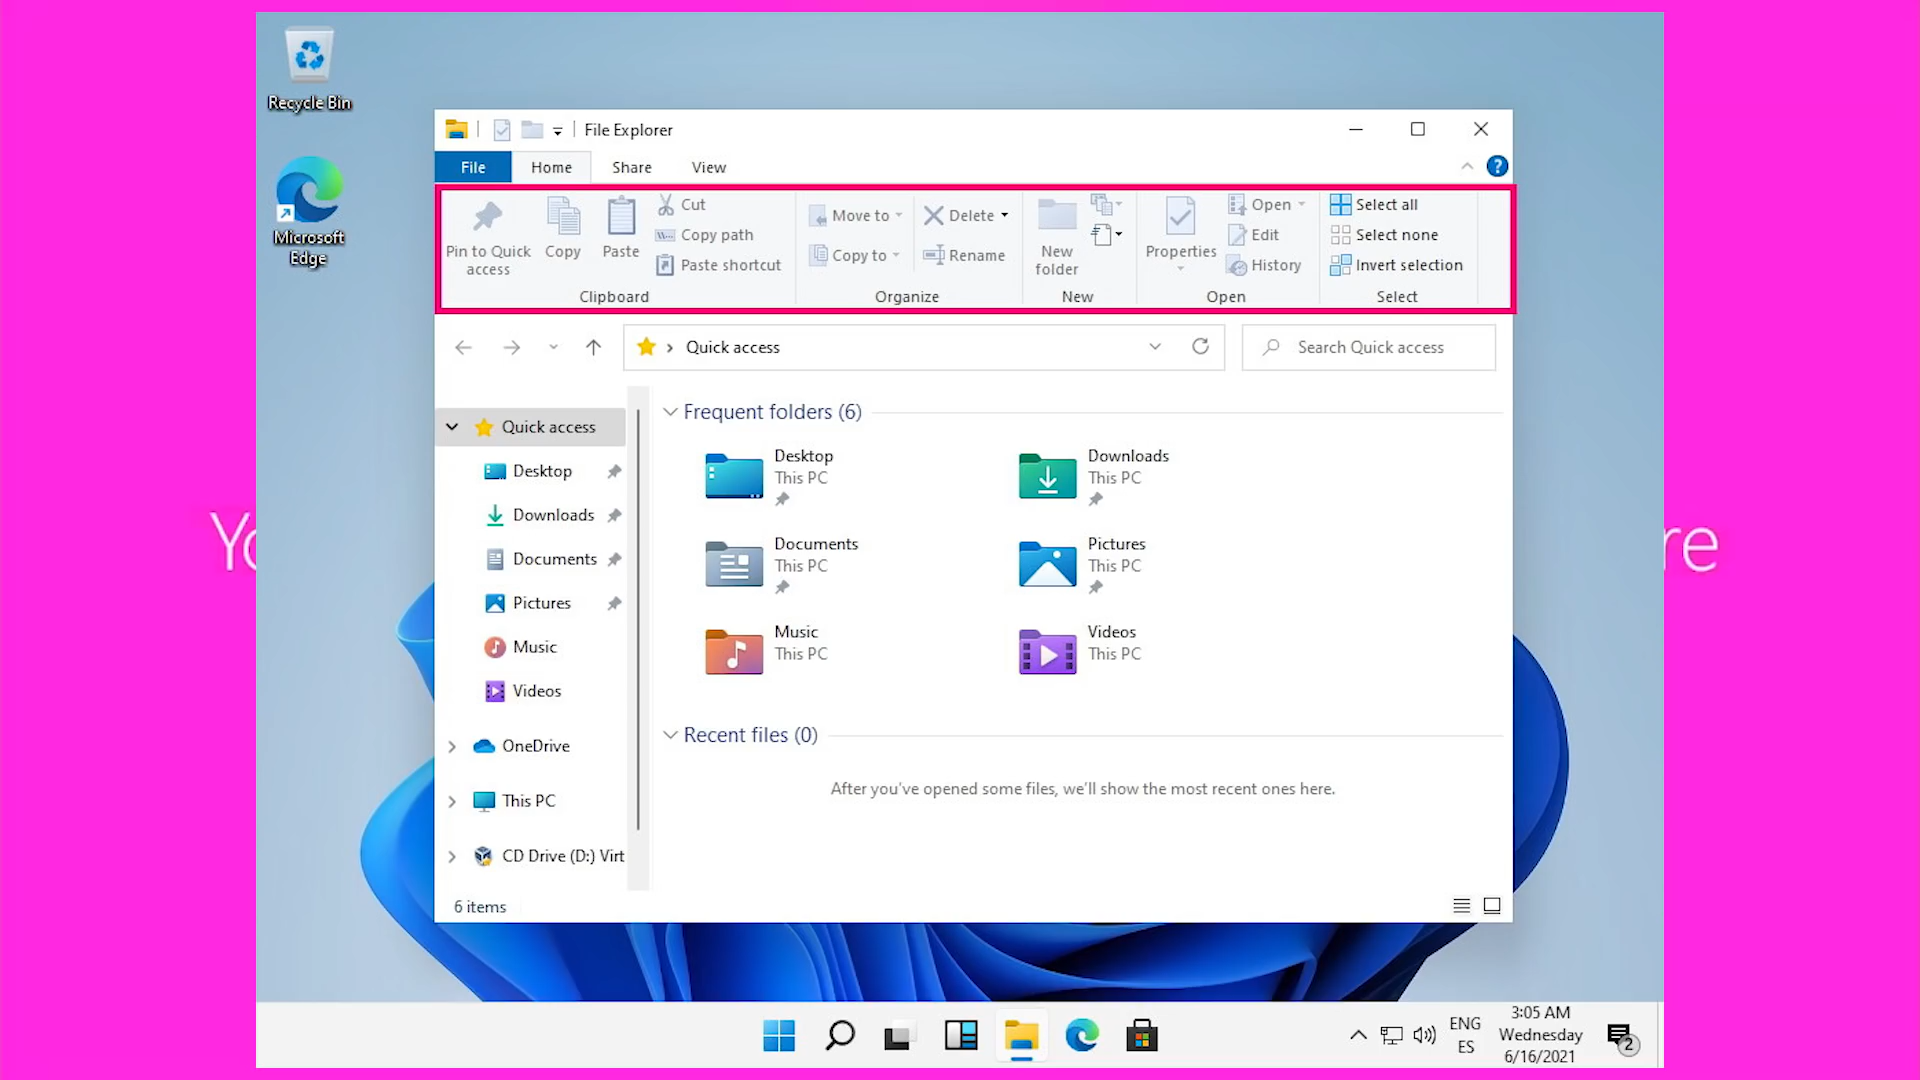 Recycle Bin
Microsoft
Edge
File Explorer
File
Home
Share
View
?
Pin to Quick
access
Copy
Paste
Cut
Copy path
Paste shortcut
Clipboard
Move to
Copy to
Delete
Rename
Organize
New
folder
New
Properties
Open
Edit
History
Open
Select all
Select none
Invert selection
Select
Quick access
Search Quick access
Quick access
Desktop
Downloads
Documents
Pictures
Music
Videos
OneDrive
This PC
CD Drive (D:) Virt
Frequent folders (6)
Desktop
This PC
Downloads
This PC
Documents
This PC
Pictures
This PC
Music
This PC
Videos
This PC
Recent files (0)
After you've opened some files, we'll show the most recent ones here.
6 items
re
ENG
ES
3:05 AM
Wednesday
6/16/2021
2